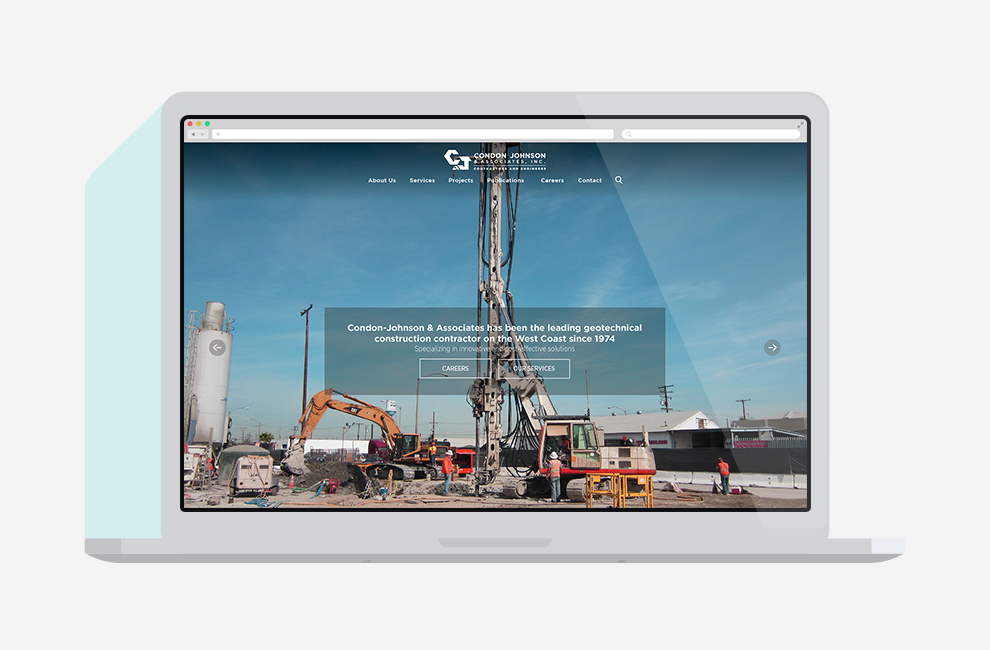 CONDON JOHNSON
& ASSOCIATES, INC.
CONTRACTORS AND ENGINEERS
About Us Services Projects Publications Careers Contact
Condon-Johnson & Associates has been the leading geotechnical
construction contractor on the West Coast since 1974
Specializing in innovative and cost-effective solutions
CAREERS OUR SERVICES